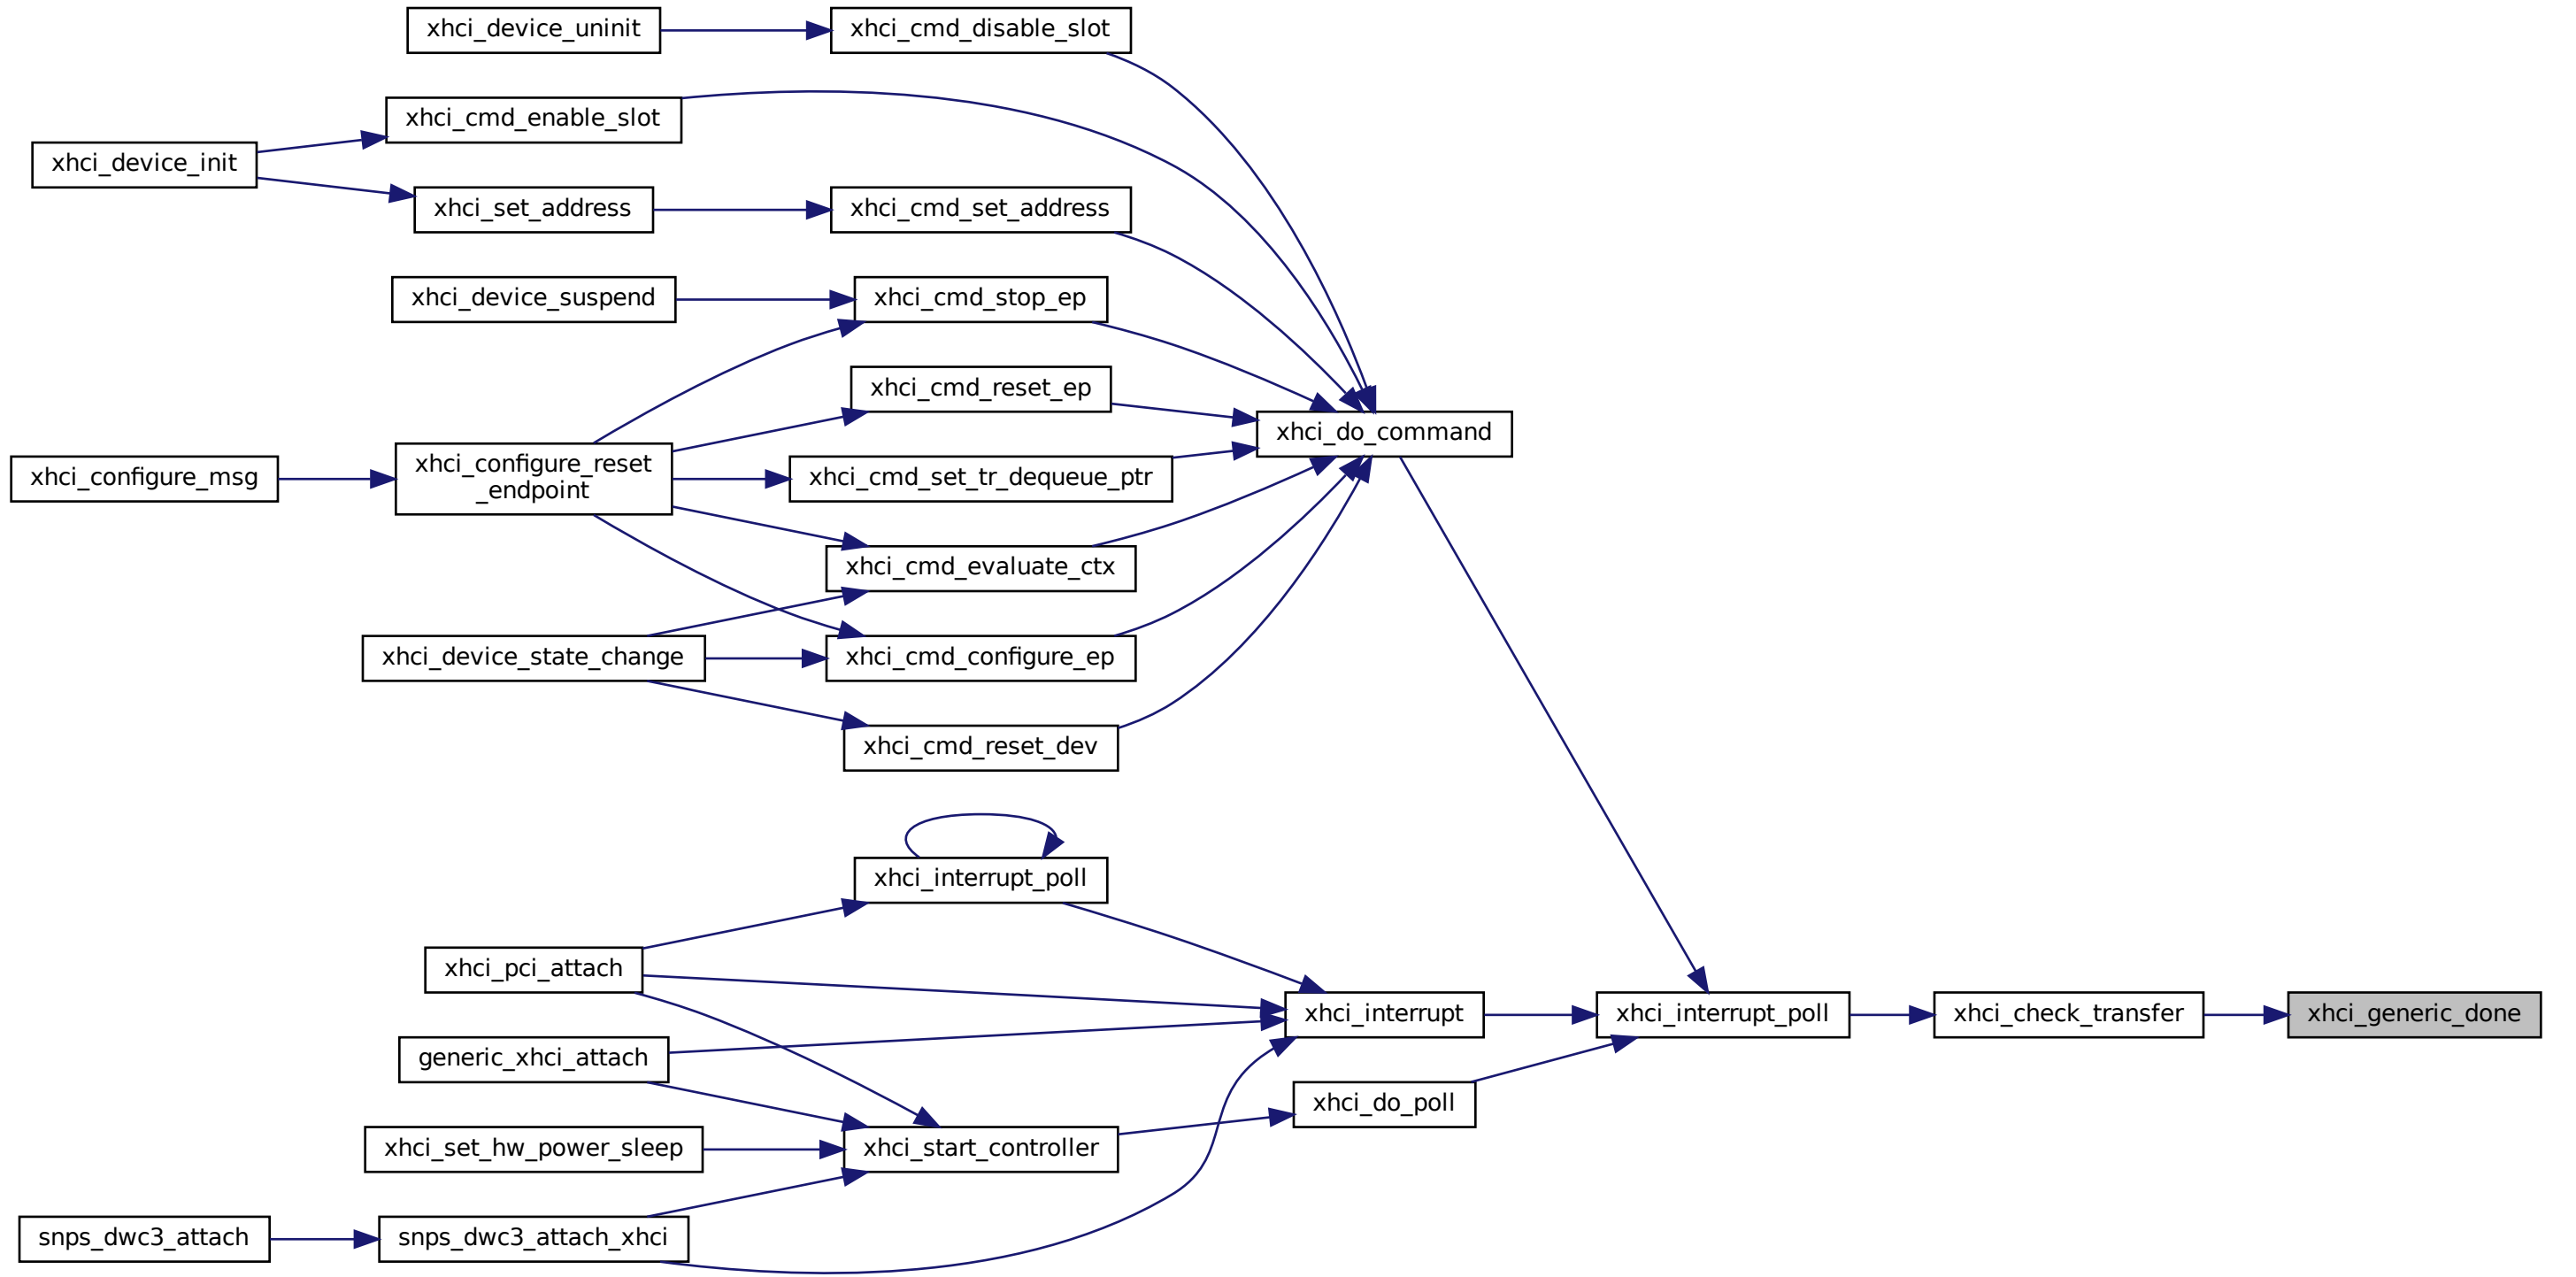 xhci_device_uninit
xhci_cmd_disable_slot
xhci_cmd_enable_slot
xhci_device_init
xhci_set_address
xhci_cmd_set_address
xhci_device_suspend
xhci_cmd_stop_ep
xhci_cmd_reset_ep
xhci_do_command
xhci_configure_msg
xhci_configure_reset
_endpoint
xhci_cmd_set_tr_dequeue_ptr
xhci_cmd_evaluate_ctx
xhci_device_state_change
xhci_cmd_configure_ep
xhci_cmd_reset_dev
xhci_interrupt_poll
xhci_pci_attach
xhci_interrupt
xhci_interrupt_poll
xhci_check_transfer
xhci_generic_done
generic_xhci_attach
xhci_do_poll
xhci_set_hw_power_sleep
xhci_start_controller
snps_dwc3_attach
snps_dwc3_attach_xhci